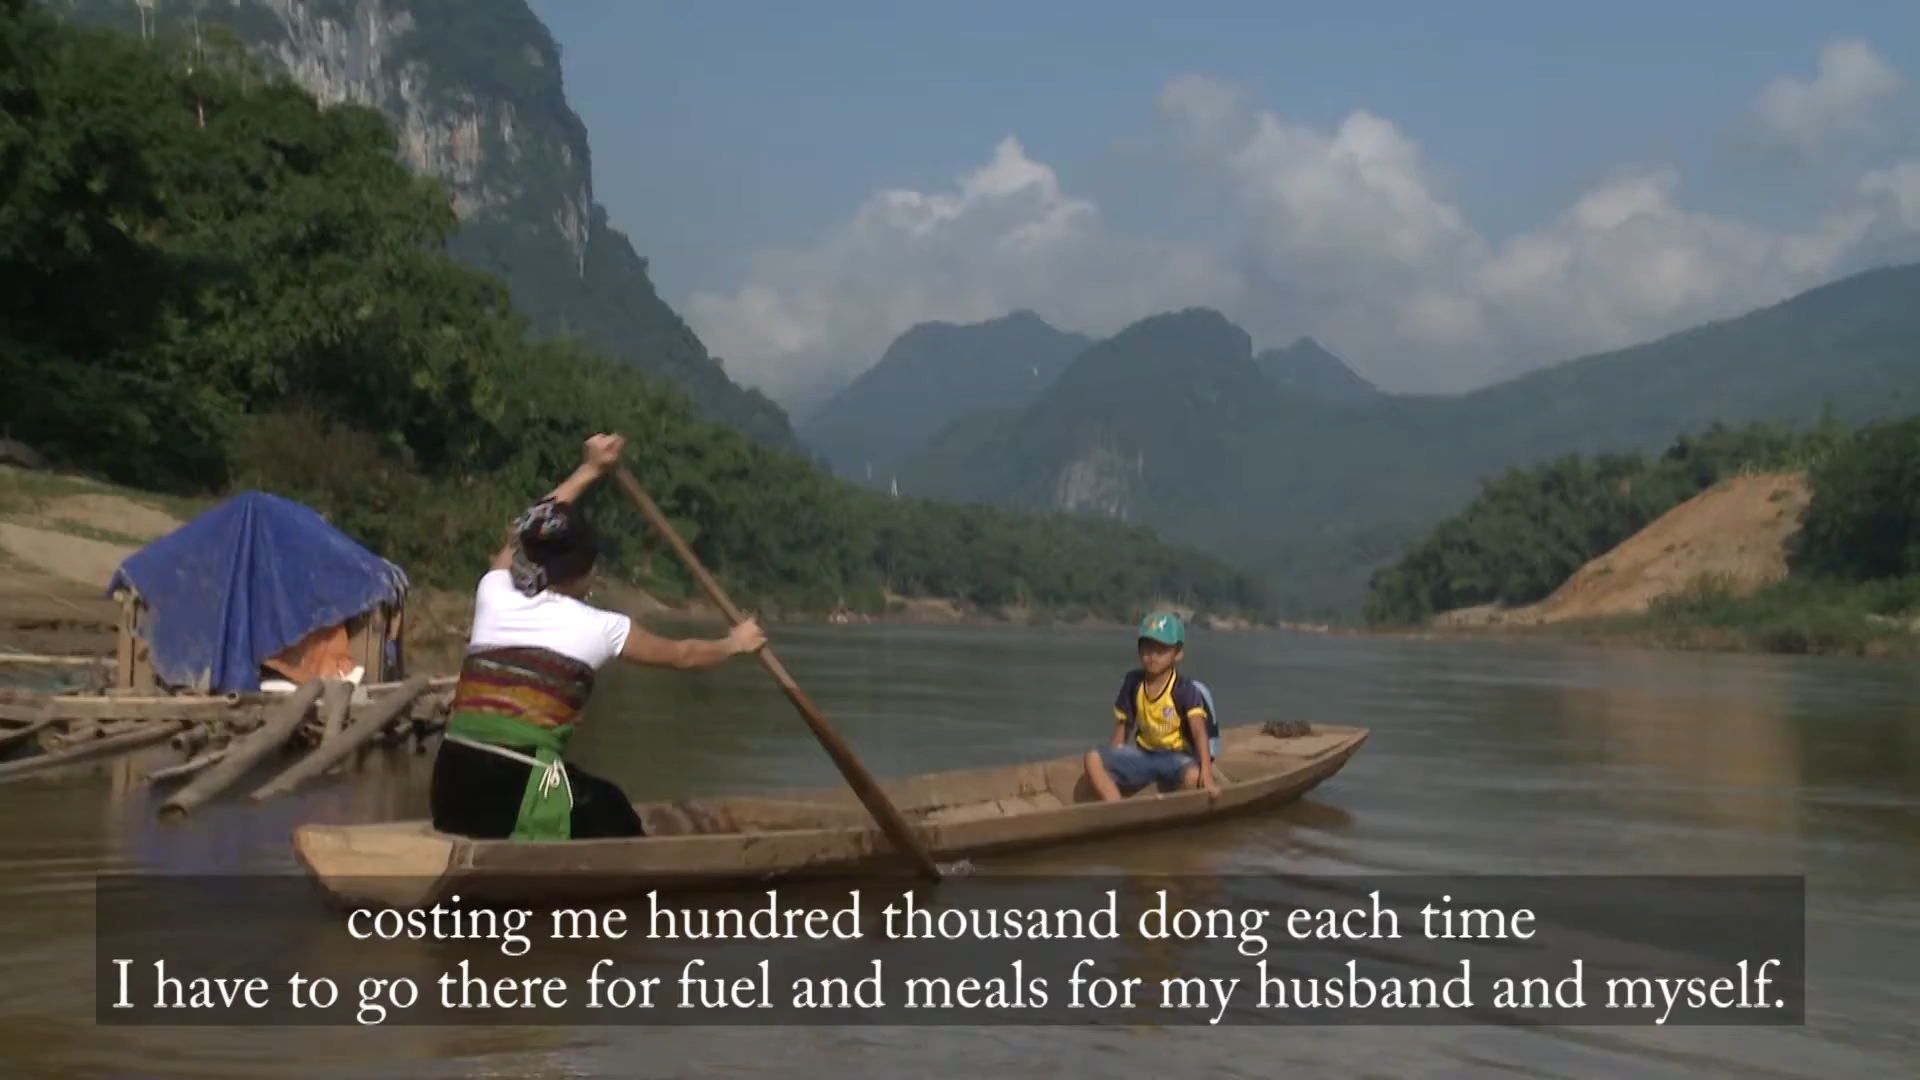 costing me hundred thousand dong each time
I have to go there for fuel and meals for my husband and myself.